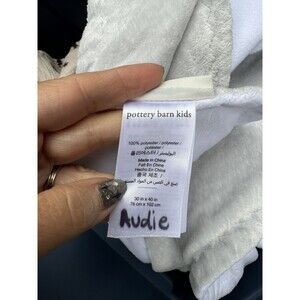 pottery barn kids
100% polyester / polyester /
polyester /
Made in China
Fait En Chine
Hecho En China
30 in x 40 in
76 cm x 102 cm
Audie